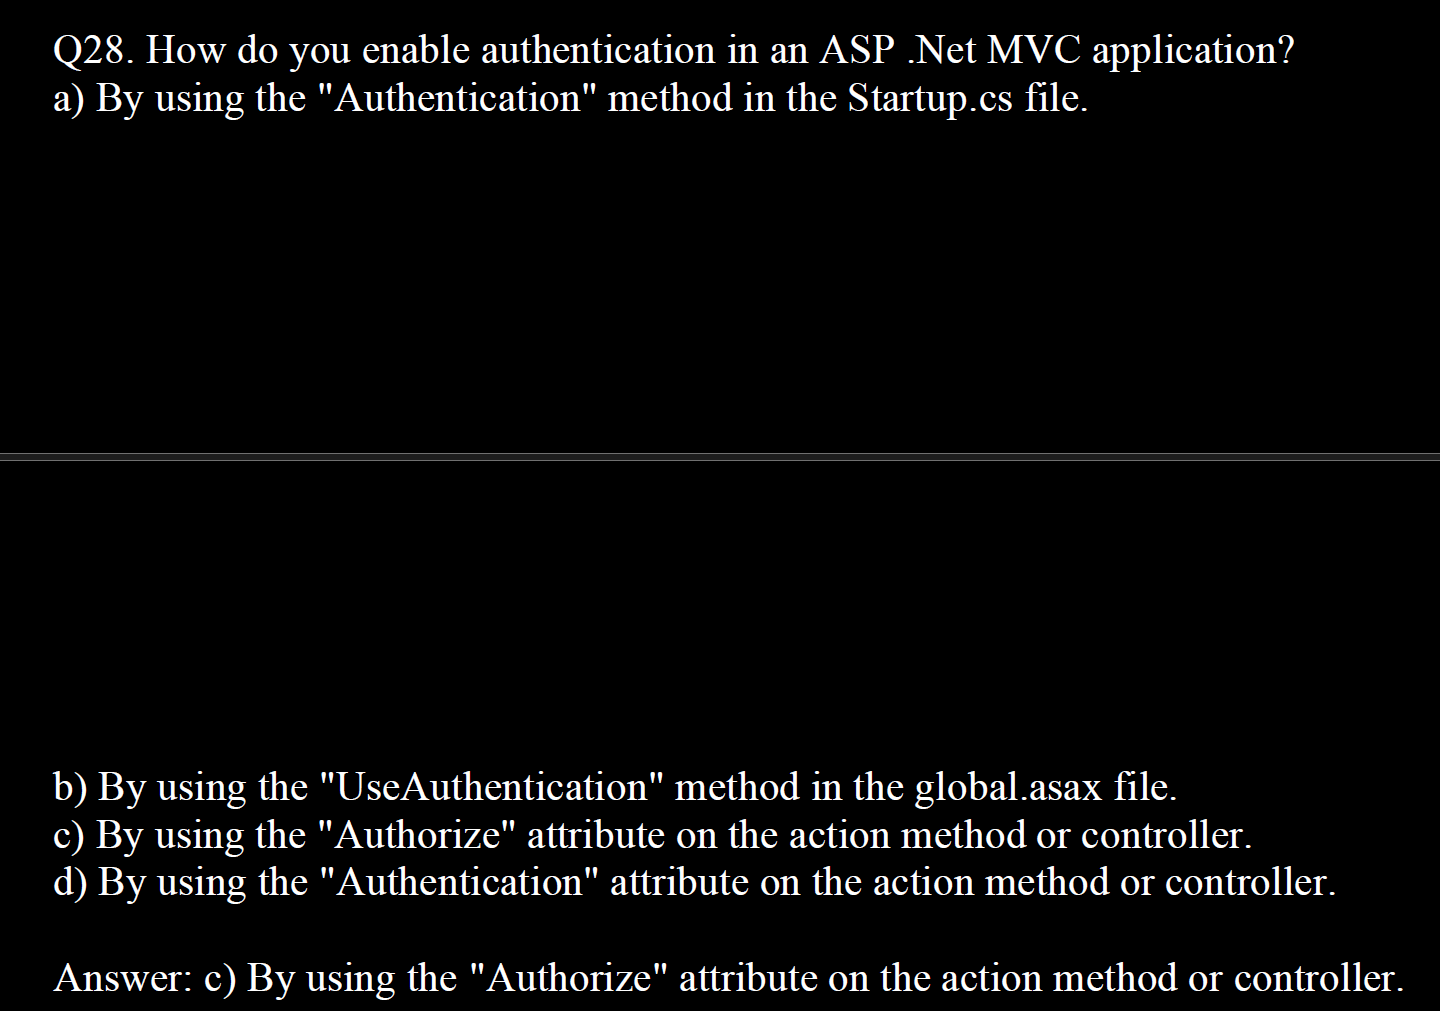 Q28. How do you enable authentication in an ASP .Net MVC application?
a) By using the "Authentication" method in the Startup.cs file.
b) By using the "UseAuthentication" method in the global.asax file.
c) By using the "Authorize" attribute on the action method or controller.
d) By using the "Authentication" attribute on the action method or controller.
Answer: c) By using the "Authorize" attribute on the action method or controller.